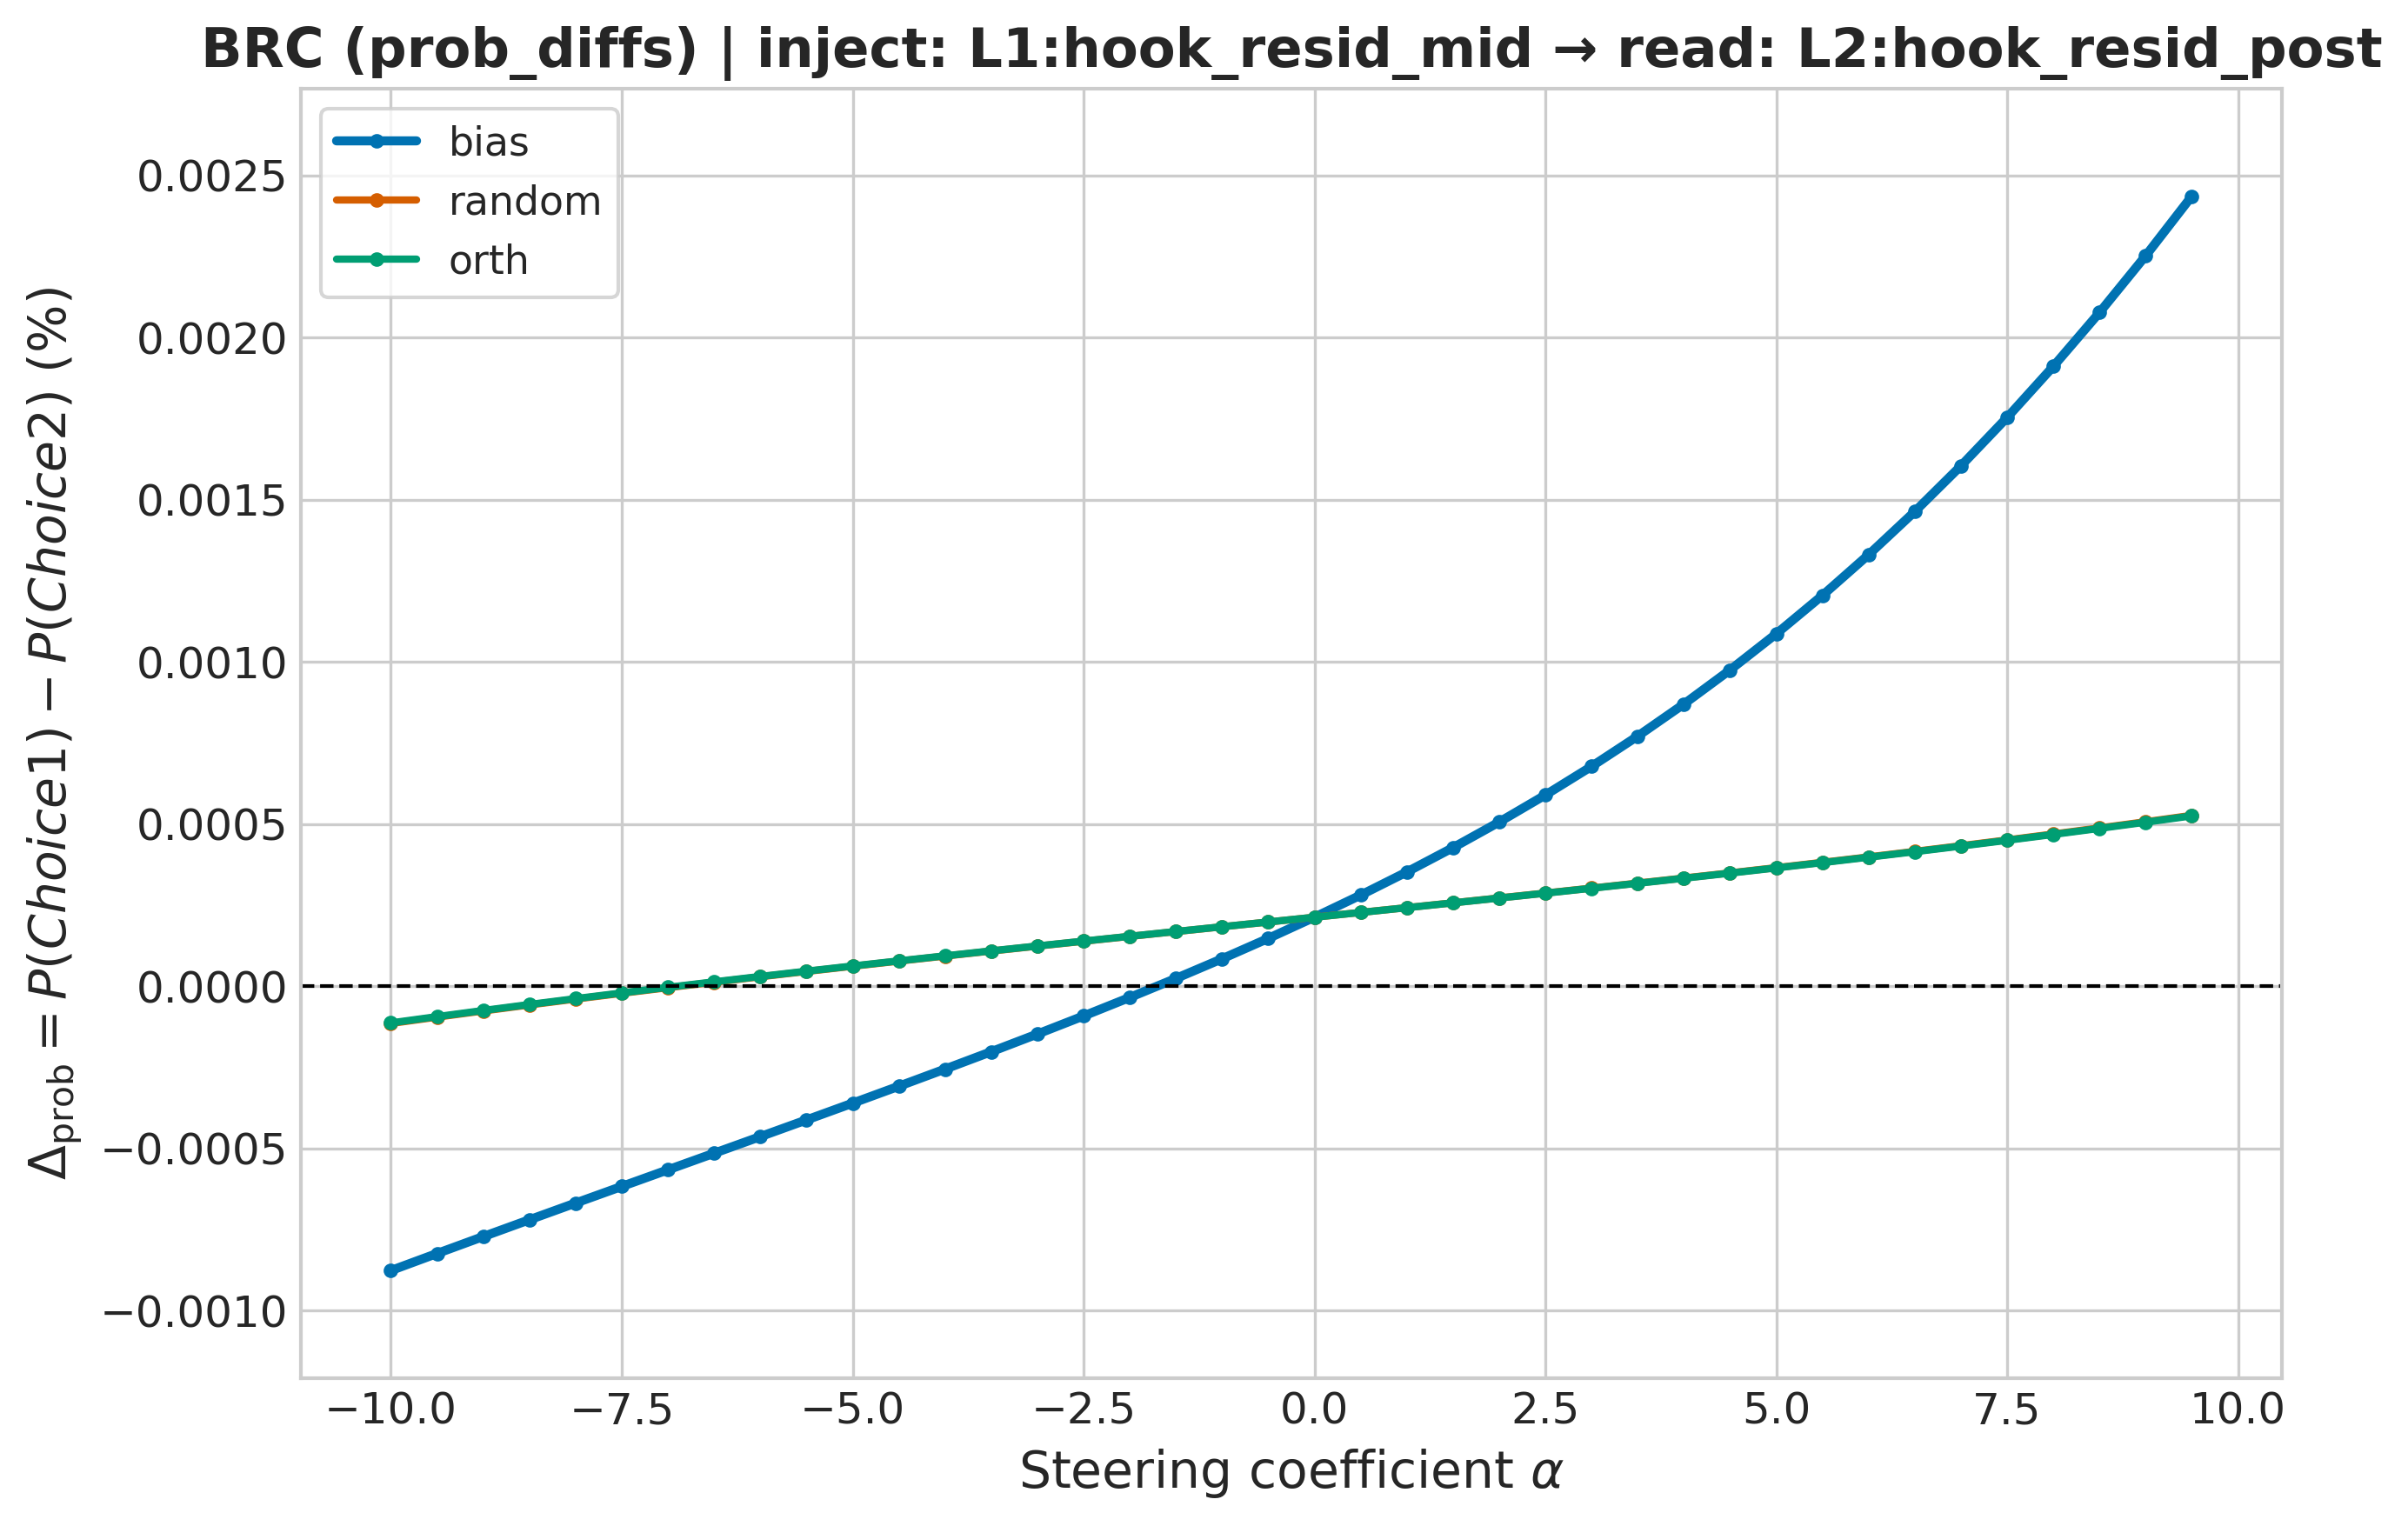 BRC (prob_diffs) | inject: L1:hook_resid_mid → read: L2:hook_resid_post
bias
random
orth
Δprob = P(Choice1) − P(Choice2) (%)
0.0025
0.0020
0.0015
0.0010
0.0005
0.0000
−0.0005
−0.0010
−10.0 −7.5 −5.0 −2.5 0.0 2.5 5.0 7.5 10.0
Steering coefficient α